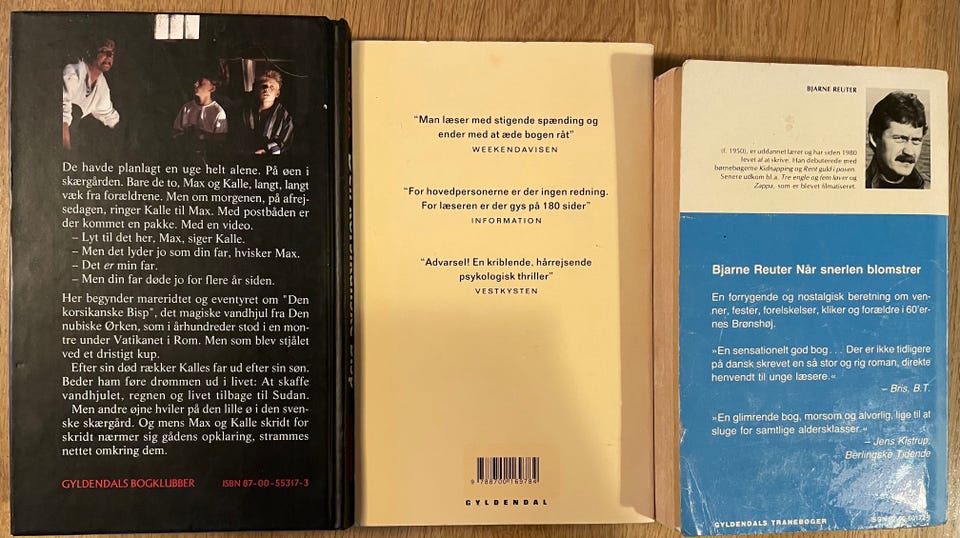 De havde planlagt en uge helt alene. På øen i
skærgården. Bare de to, Max og Kalle, langt, langt
væk fra forældrene. Men om morgenen, på afrej-
sedagen, ringer Kalle til Max. Med postbåden er
der kommet en pakke. Med en video.
– Lyt til det her, Max, siger Kalle.
– Men det lyder jo som din far, hvisker Max.
– Det er min far.
– Men din far døde jo for flere år siden.
Her begynder mareridtet og eventyret om "Den
korsikanske Bisp", det magiske vandhjul fra Den
nubiske Ørken, som i århundreder stod i en mon-
tre under Vatikanet i Rom. Men som blev stjålet
ved et dristigt kup.
Efter sin død rækker Kalles far ud efter sin søn.
Beder ham føre drømmen ud i livet: At skaffe
vandhjulet, regnen og livet tilbage til Sudan.
Men andre øjne hviler på den lille ø i den sven-
ske skærgård. Og mens Max og Kalle skridt for
skridt nærmer sig gådens opklaring, strammes
nettet omkring dem.
GYLDENDALS BOGKLUBBER ISBN 87-00-55317-3
“Man læser med stigende spænding og
ender med at æde bogen råt”
WEEKENDAVISEN
“For hovedpersonerne er der ingen redning.
For læseren er der gys på 180 sider”
INFORMATION
“Advarsel! En kriblende, hårrejsende
psykologisk thriller”
VESTKYSTEN
9 788700 169784
GYLDENDAL
BJARNE REUTER
(f. 1950), er uddannet lærer og har siden 1980
levet af at skrive. Han debuterede med
børnebøgerne Kidnapping og Rent guld i posen.
Senere udkom bl.a. Tre engle og fem løver og
Zappa, som er blevet filmatiseret.
Bjarne Reuter Når snerlen blomstrer
En forrygende og nostalgisk beretning om ven-
ner, fester, forelskelser, kliker og forældre i 60'er-
nes Brønshøj.
»En sensationelt god bog . . . Der er ikke tidligere
på dansk skrevet en så stor og rig roman, direkte
henvendt til unge læsere.«
– Bris, B.T.
»En glimrende bog, morsom og alvorlig, lige til at
sluge for samtlige aldersklasser.«
– Jens Kistrup,
Berlingske Tidende
GYLDENDALS TRANEBØGER ISBN